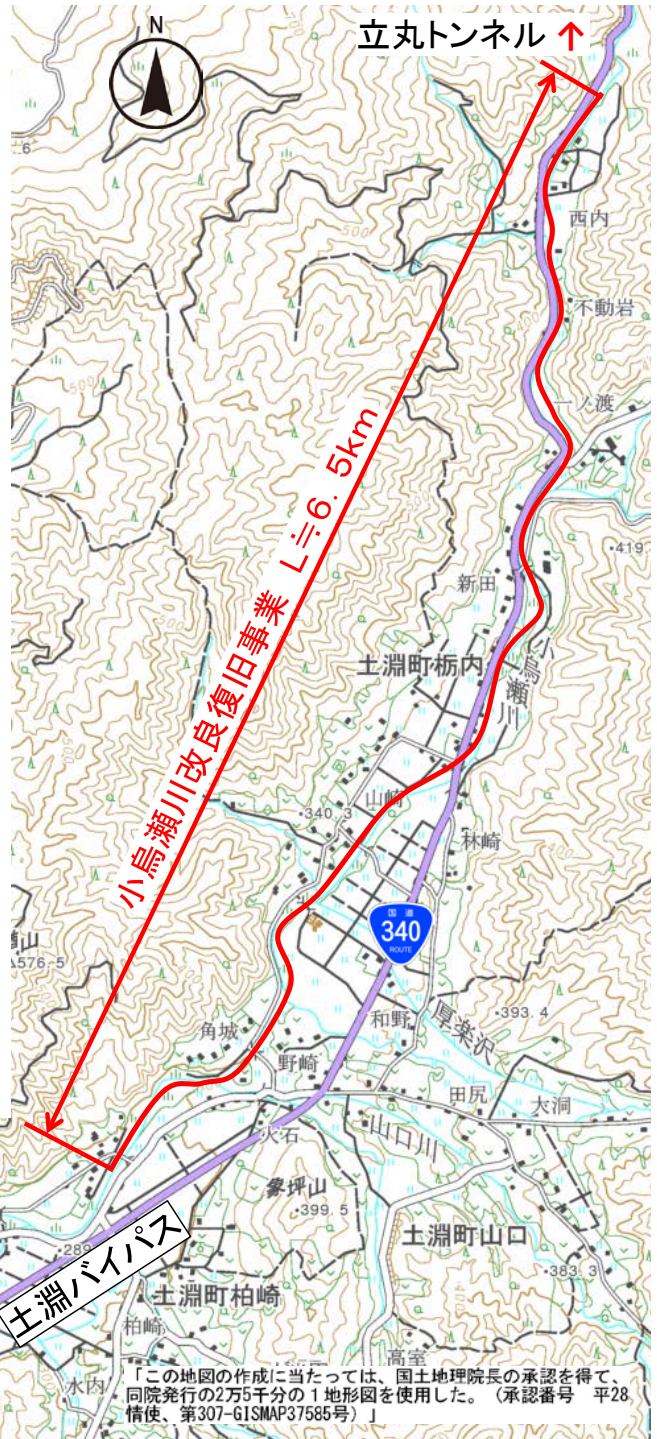 N
立丸トンネル ↑
西内
不動岩
500
一ノ渡
小烏瀬川改良復旧事業 L≒6.5km
500
・419.
新田
土淵町栃内
小烏瀬川
山崎
・340.3
林崎
国道
340
ROUTE
576.5
和野
厚楽沢
・393.4
角城
野崎
田尻
大洞
火石
山口川
象坪山
・399.5
土淵町山口
・289
土淵バイパス
・383.3
土淵町柏崎
柏崎
高室
水内
「この地図の作成に当たっては、国土地理院長の承認を得て、
同院発行の2万5千分の1地形図を使用した。（承認番号 平28
情使、第307-GISMAP37585号）」